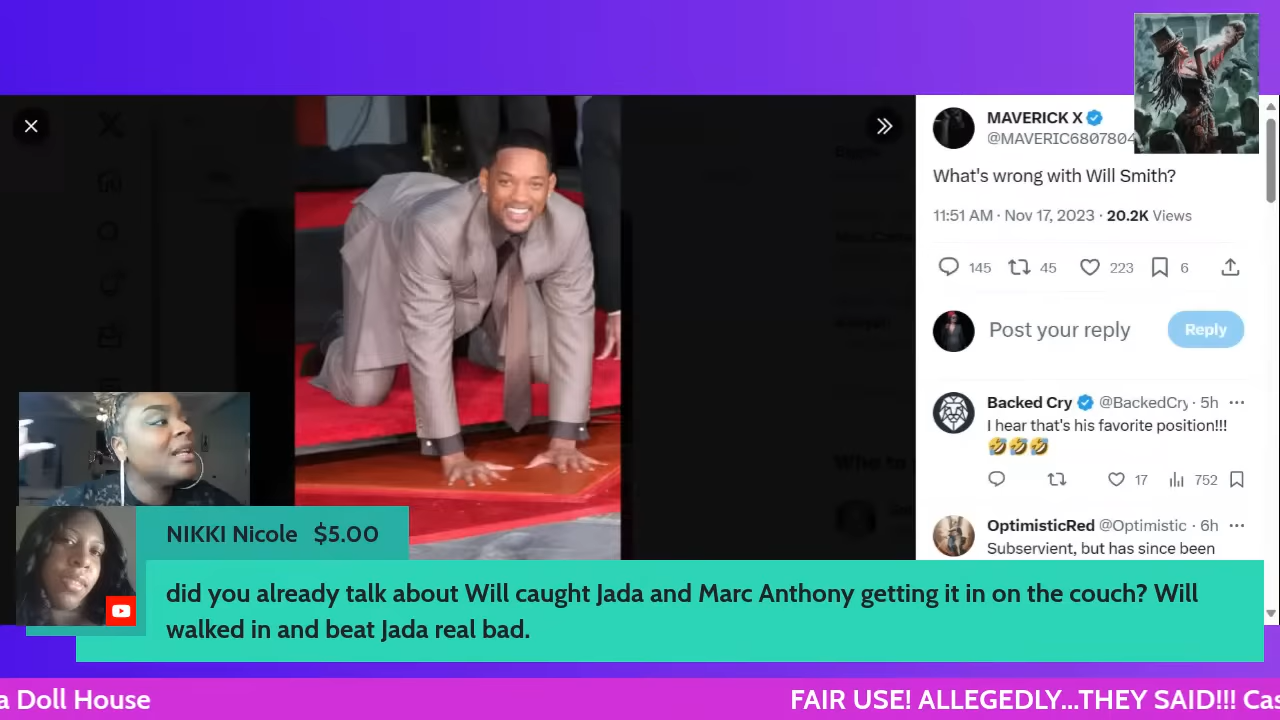 MAVERICK X
@MAVERIC6807804
What's wrong with Will Smith?
11:51 AM · Nov 17, 2023 · 20.2K Views
145 45 223 6
Post your reply Reply
Backed Cry @BackedCry · 5h ···
I hear that's his favorite position!!!
🤣🤣🤣
17 752
OptimisticRed @Optimistic · 6h ···
Subservient, but has since been
NIKKI Nicole $5.00
did you already talk about Will caught Jada and Marc Anthony getting it in on the couch? Will
walked in and beat Jada real bad.
a Doll House FAIR USE! ALLEGEDLY...THEY SAID!!! Cas